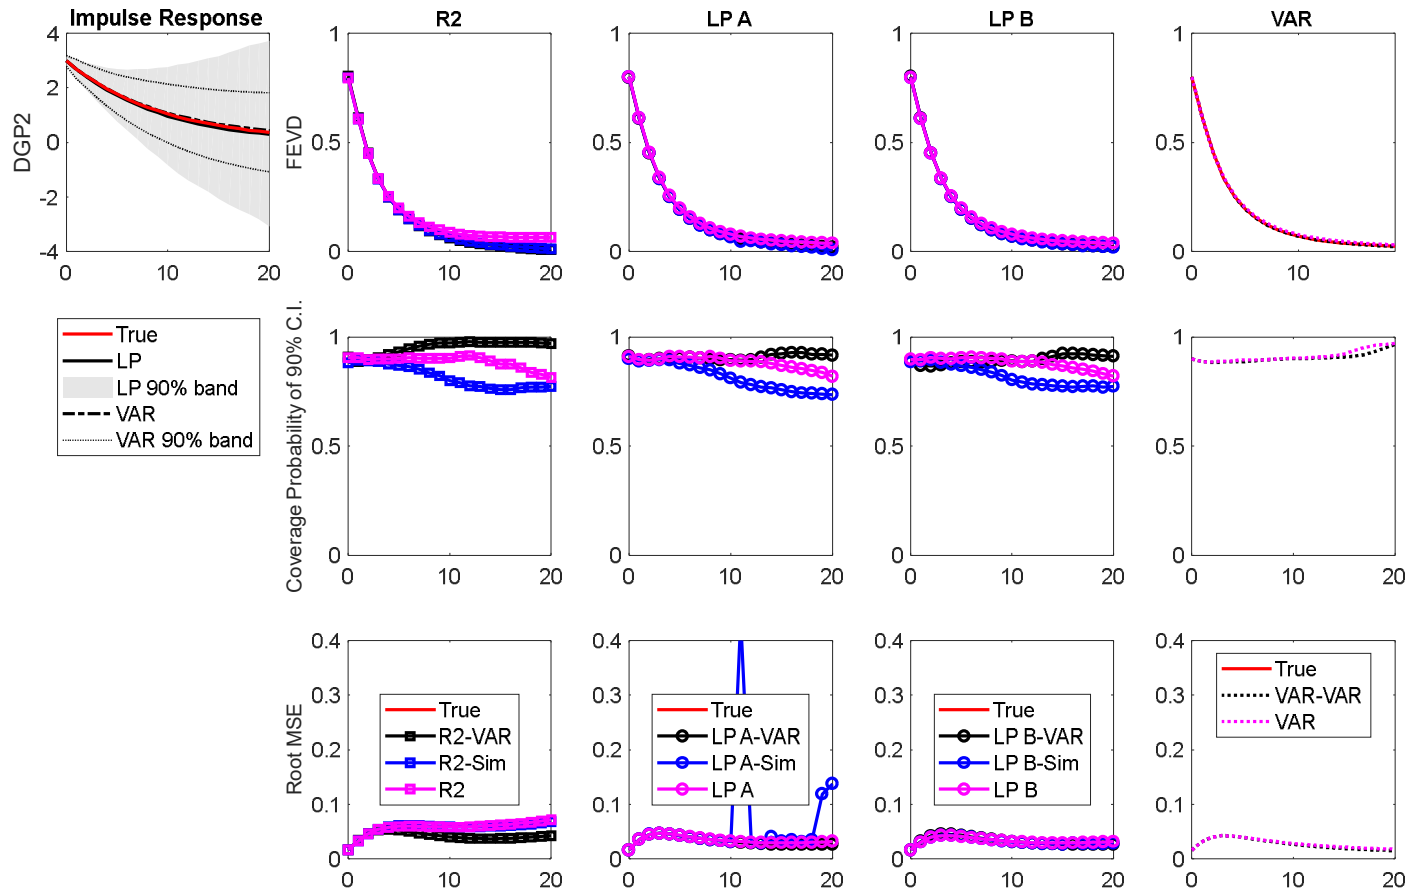 Impulse Response
R2
LP A
LP B
VAR
DGP2
4
2
0
-2
-4
0
10
20
FEVD
1
0.5
0
0
10
20
1
0.5
0
0
10
20
1
0.5
0
0
10
20
1
0.5
0
10
True
LP
LP 90% band
VAR
VAR 90% band
Coverage Probability of 90% C.I.
1
0.5
0
0
10
20
1
0.5
0
0
10
20
1
0.5
0
0
10
20
1
0.5
0
0
10
20
Root MSE
0.4
0.3
0.2
0.1
0
0
10
20
True
R2-VAR
R2-Sim
R2
0.4
0.3
0.2
0.1
0
0
10
20
True
LP A-VAR
LP A-Sim
LP A
0.4
0.3
0.2
0.1
0
0
10
20
True
LP B-VAR
LP B-Sim
LP B
0.4
0.3
0.2
0.1
0
0
10
20
True
VAR-VAR
VAR